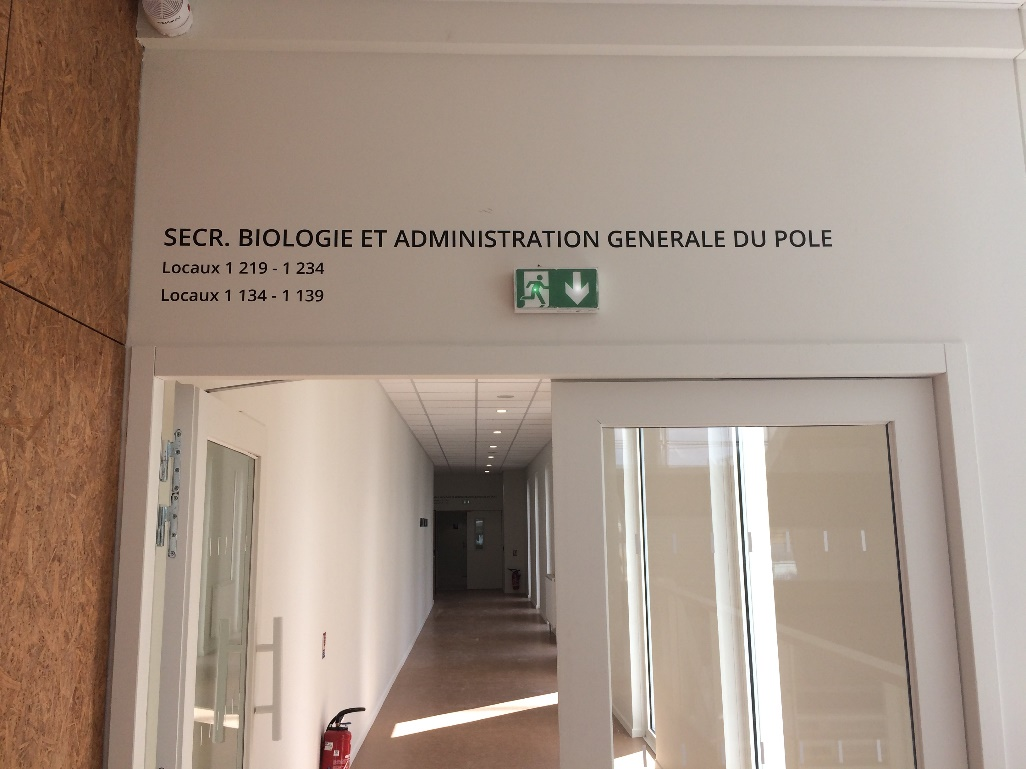 SECR. BIOLOGIE ET ADMINISTRATION GENERALE DU POLE
Locaux 1 219 - 1 234
Locaux 1 134 - 1 139